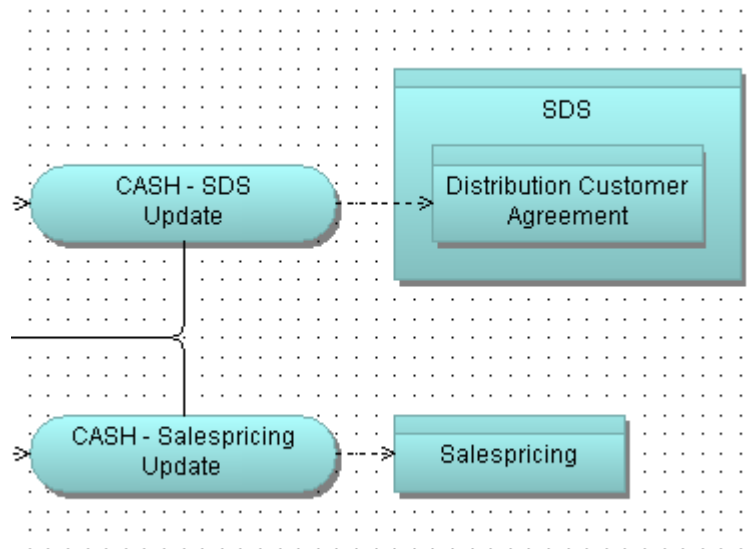 SDS
CASH - SDS
Update
Distribution Customer
Agreement
CASH - Salespricing
Update
Salespricing